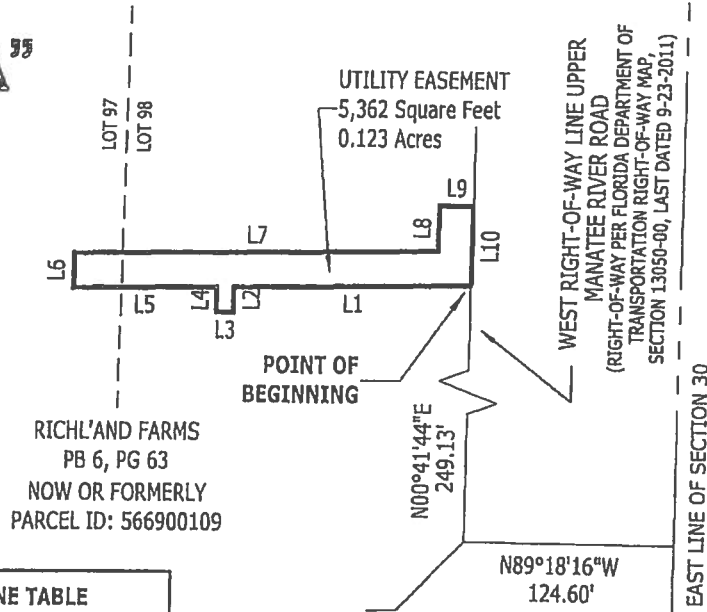 "
LOT 97
LOT 98
UTILITY EASEMENT
5,362 Square Feet
0.123 Acres
WEST RIGHT-OF-WAY LINE UPPER
MANATEE RIVER ROAD
(RIGHT-OF-WAY PER FLORIDA DEPARTMENT OF
TRANSPORTATION RIGHT-OF-WAY MAP,
SECTION 13050-00, LAST DATED 9-23-2011)
L9
L8
L10
L7
L6
L5
L4
L3
L2
L1
POINT OF
BEGINNING
RICHL'AND FARMS
PB 6, PG 63
NOW OR FORMERLY
PARCEL ID: 566900109
N00°41'44"E
249.13'
EAST LINE OF SECTION 30
N89°18'16"W
124.60'
NE TABLE